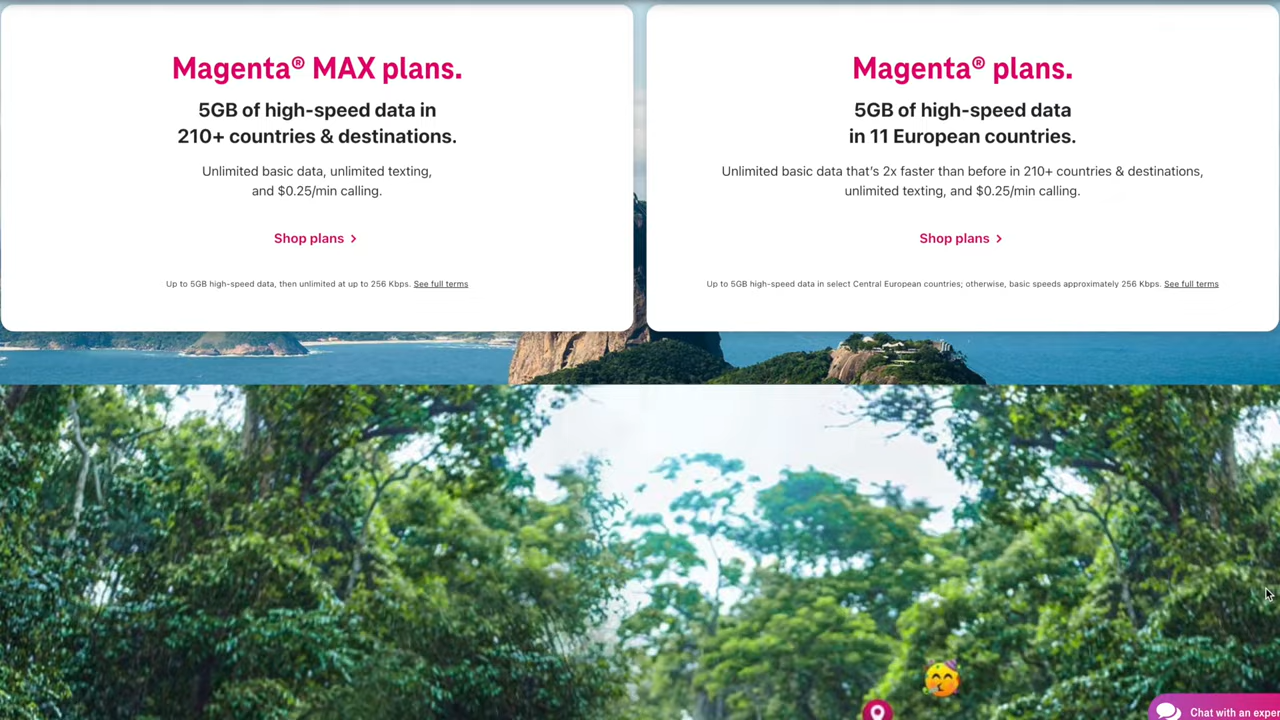 Magenta® MAX plans.
5GB of high-speed data in
210+ countries & destinations.
Unlimited basic data, unlimited texting,
and $0.25/min calling.
Shop plans
Up to 5GB high-speed data, then unlimited at up to 256 Kbps. See full terms
Magenta® plans.
5GB of high-speed data
in 11 European countries.
Unlimited basic data that's 2x faster than before in 210+ countries & destinations,
unlimited texting, and $0.25/min calling.
Shop plans
Up to 5GB high-speed data in select Central European countries; otherwise, basic speeds approximately 256 Kbps. See full terms
Chat with an exper